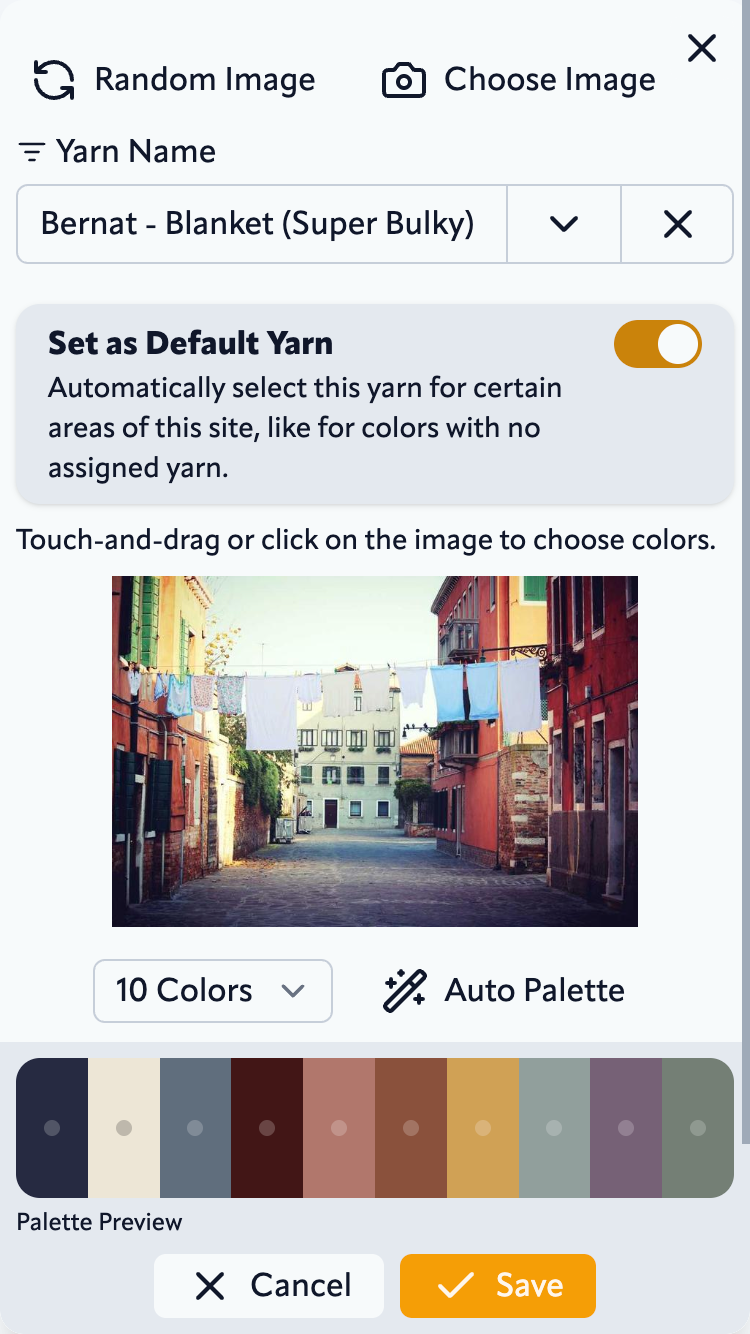 Random Image
Choose Image
Yarn Name
Bernat - Blanket (Super Bulky)
Set as Default Yarn
Automatically select this yarn for certain
areas of this site, like for colors with no
assigned yarn.
Touch-and-drag or click on the image to choose colors.
10 Colors
Auto Palette
Palette Preview
Cancel
Save